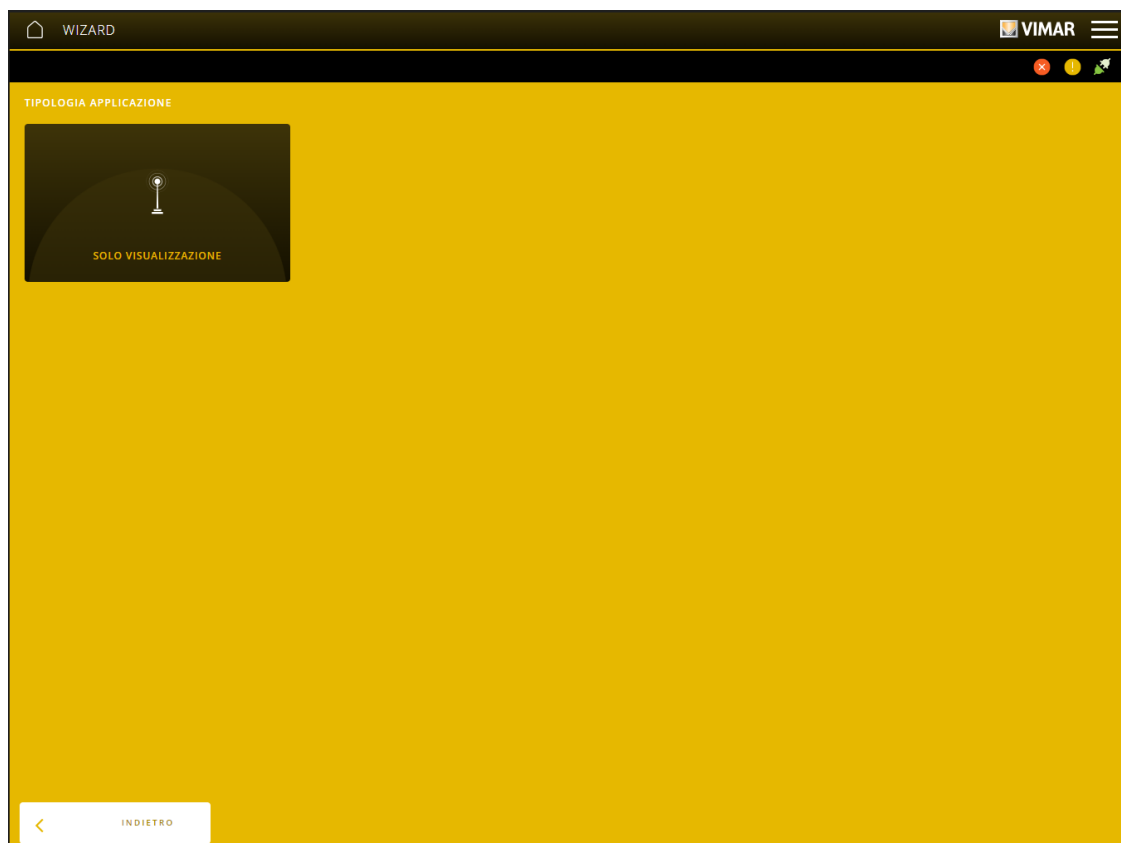 WIZARD
VIMAR
TIPOLOGIA APPLICAZIONE
SOLO VISUALIZZAZIONE
INDIETRO